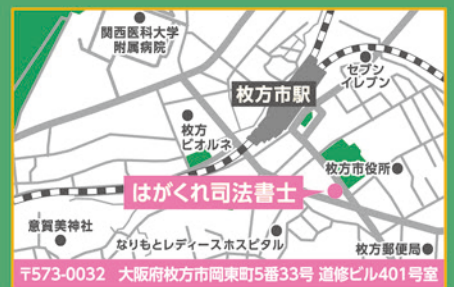 関西医科大学
附属病院
セブン
イレブン
枚方市駅
枚方
ビオルネ
枚方市役所
はがくれ司法書士
意賀美神社
なりもとレディースホスピタル
枚方郵便局
〒573-0032 大阪府枚方市岡東町5番33号 道修ビル401号室